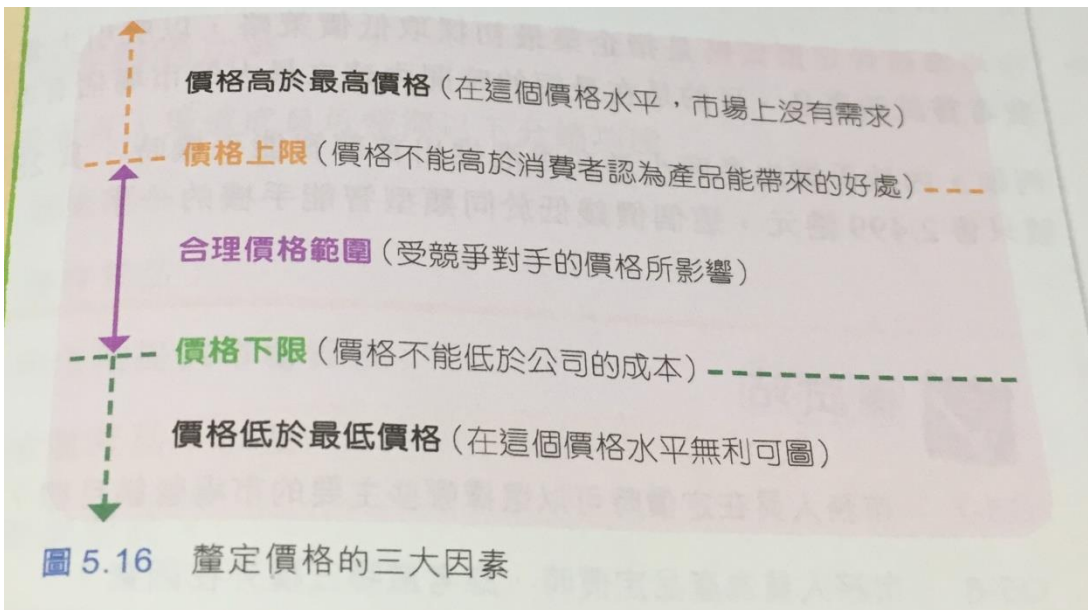 價格高於最高價格（在這個價格水平，市場上沒有需求）
價格上限（價格不能高於消費者認為產品能帶來的好處）
合理價格範圍（受競爭對手的價格所影響）
價格下限（價格不能低於公司的成本）
價格低於最低價格（在這個價格水平無利可圖）
圖 5.16 釐定價格的三大因素